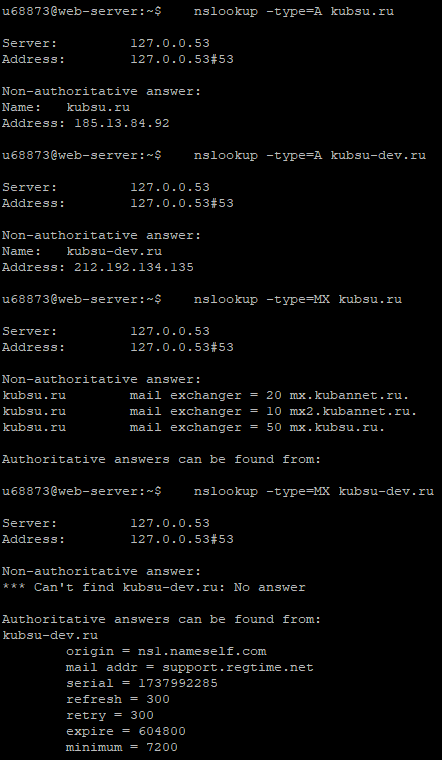 u68873@web-server:~$    nslookup -type=A kubsu.ru
Server:         127.0.0.53
Address:        127.0.0.53#53
Non-authoritative answer:
Name:   kubsu.ru
Address: 185.13.84.92
u68873@web-server:~$    nslookup -type=A kubsu-dev.ru
Server:         127.0.0.53
Address:        127.0.0.53#53
Non-authoritative answer:
Name:   kubsu-dev.ru
Address: 212.192.134.135
u68873@web-server:~$    nslookup -type=MX kubsu.ru
Server:         127.0.0.53
Address:        127.0.0.53#53
Non-authoritative answer:
kubsu.ru        mail exchanger = 20 mx.kubannet.ru.
kubsu.ru        mail exchanger = 10 mx2.kubannet.ru.
kubsu.ru        mail exchanger = 50 mx.kubsu.ru.
Authoritative answers can be found from:
u68873@web-server:~$    nslookup -type=MX kubsu-dev.ru
Server:         127.0.0.53
Address:        127.0.0.53#53
Non-authoritative answer:
*** Can't find kubsu-dev.ru: No answer
Authoritative answers can be found from:
kubsu-dev.ru
        origin = ns1.nameself.com
        mail addr = support.regtime.net
        serial = 1737992285
        refresh = 300
        retry = 300
        expire = 604800
        minimum = 7200